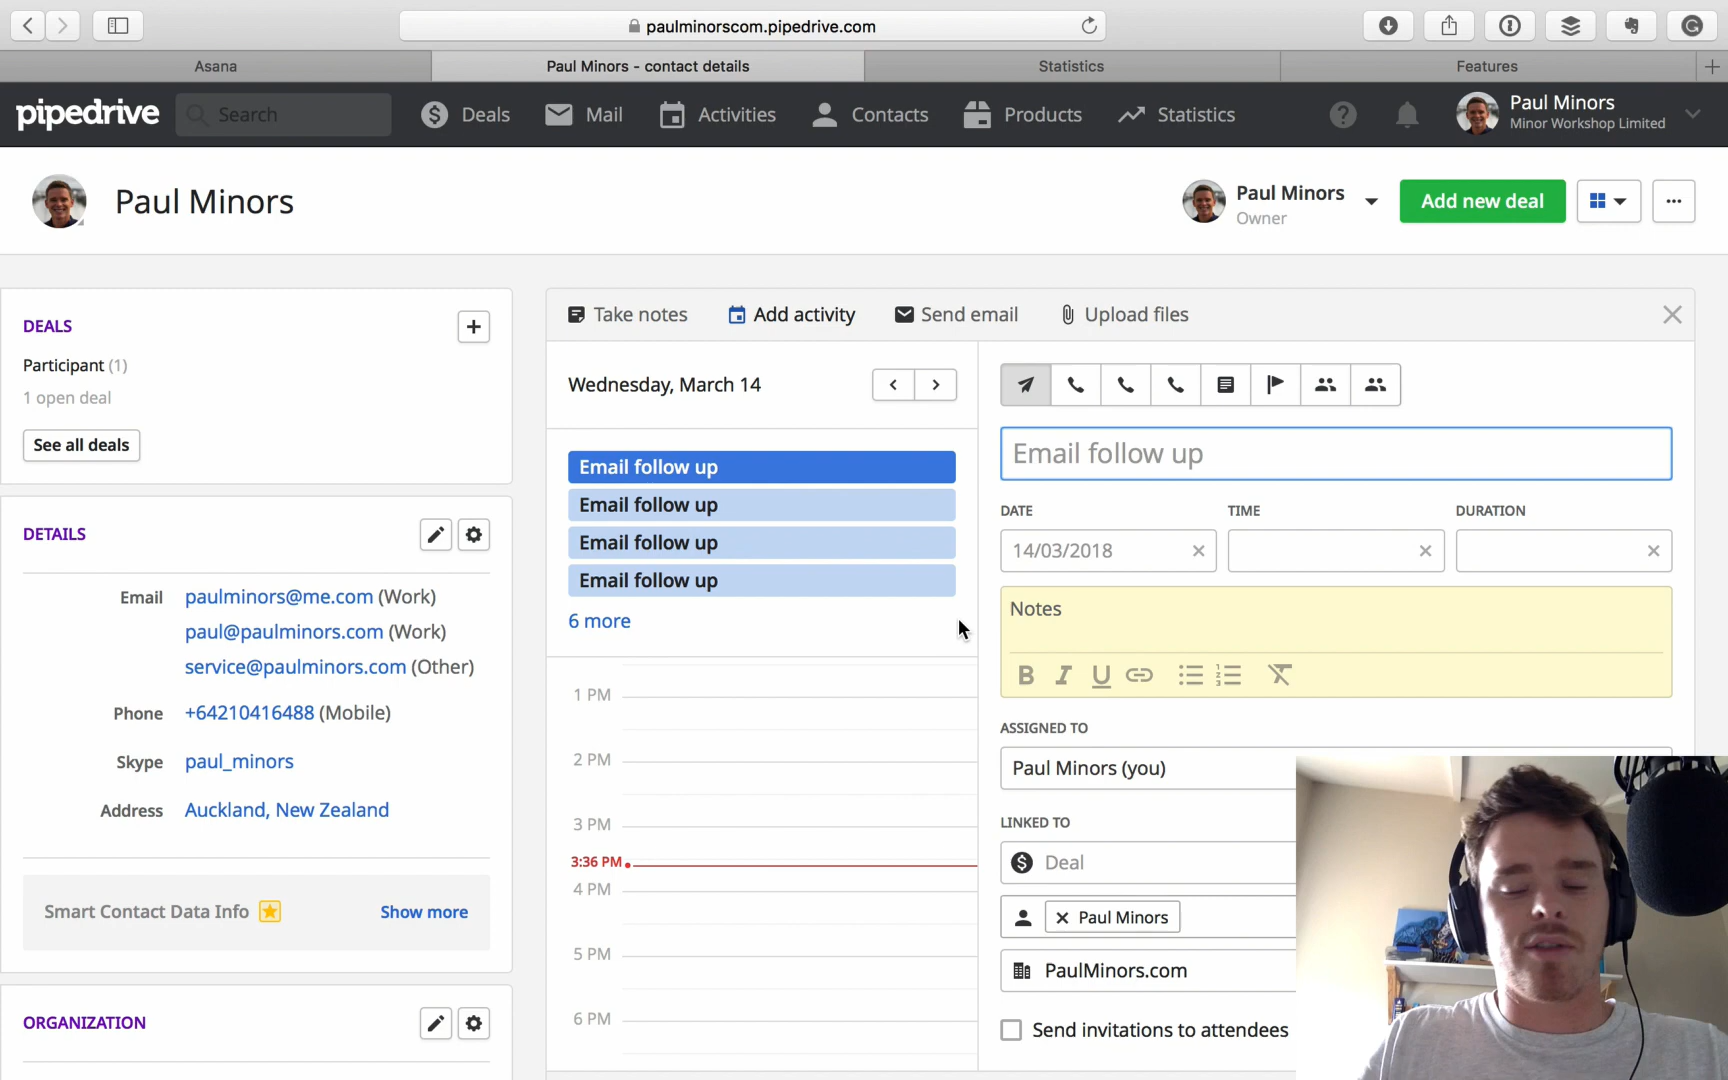 paulminorscom.pipedrive.com
Asana
Paul Minors - contact details
Statistics
Features
pipedrive
Search
Deals
Mail
Activities
Contacts
Products
Statistics
Paul Minors
Minor Workshop Limited
Paul Minors
Paul Minors
Owner
Add new deal
DEALS
Participant (1)
1 open deal
See all deals
DETAILS
Email
paulminors@me.com (Work)
paul@paulminors.com (Work)
service@paulminors.com (Other)
Phone
+64210416488 (Mobile)
Skype
paul_minors
Address
Auckland, New Zealand
Smart Contact Data Info
Show more
ORGANIZATION
Take notes
Add activity
Send email
Upload files
Wednesday, March 14
Email follow up
Email follow up
Email follow up
Email follow up
6 more
1 PM
2 PM
3 PM
3:36 PM
4 PM
5 PM
6 PM
Email follow up
DATE
TIME
DURATION
14/03/2018
Notes
B I U
ASSIGNED TO
Paul Minors (you)
LINKED TO
Deal
Paul Minors
PaulMinors.com
Send invitations to attendees